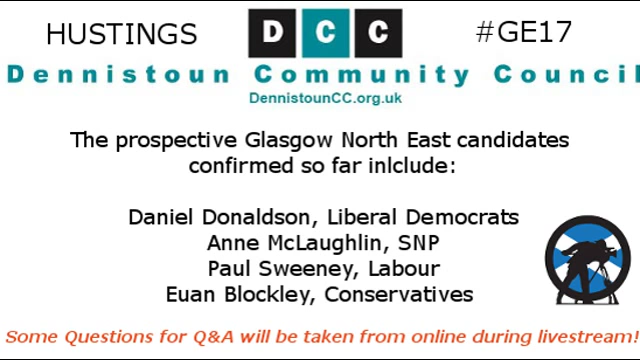 HUSTINGS
DCC
#GE17
Dennistoun Community Council
DennistounCC.org.uk
The prospective Glasgow North East candidates
confirmed so far inlclude:
Daniel Donaldson, Liberal Democrats
Anne McLaughlin, SNP
Paul Sweeney, Labour
Euan Blockley, Conservatives
Some Questions for Q&A will be taken from online during livestream!